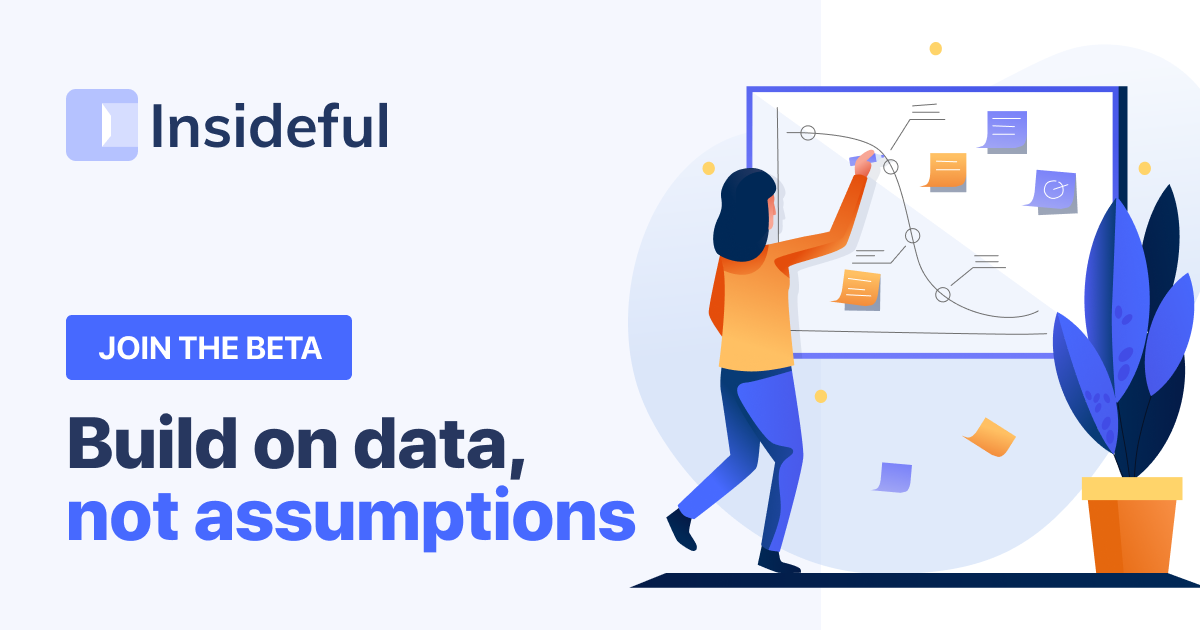 Insideful
JOIN THE BETA
Build on data,
not assumptions